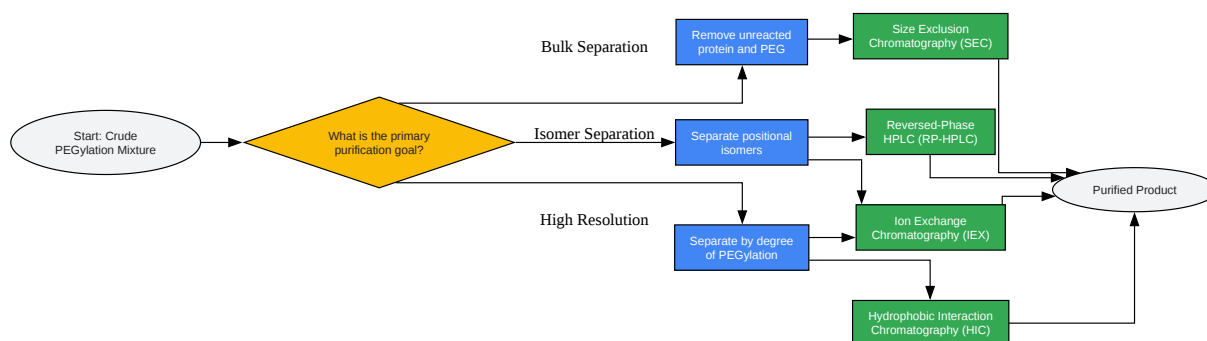 Start: Crude
PEGylation Mixture
What is the primary
purification goal?
Bulk Separation
Remove unreacted
protein and PEG
Size Exclusion
Chromatography (SEC)
Isomer Separation
Separate positional
isomers
Reversed-Phase
HPLC (RP-HPLC)
High Resolution
Separate by degree
of PEGylation
Ion Exchange
Chromatography (IEX)
Hydrophobic Interaction
Chromatography (HIC)
Purified Product